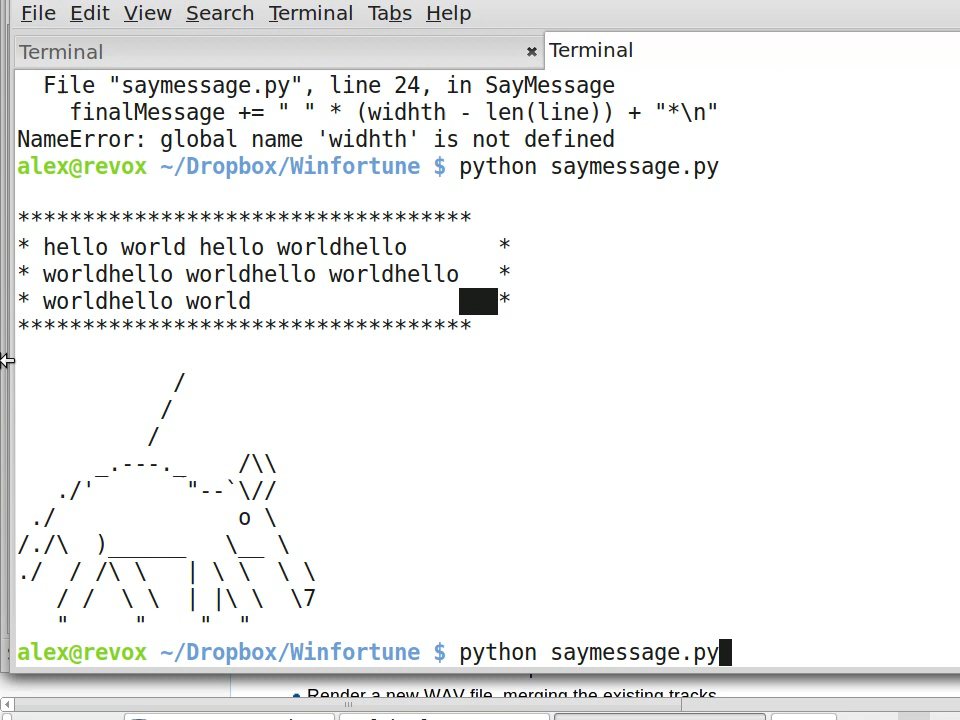 File Edit View Search Terminal Tabs Help
Terminal ✖ Terminal
  File "saymessage.py", line 24, in SayMessage
    finalMessage += " " * (widhth - len(line)) + "*\n"
NameError: global name 'widhth' is not defined
alex@revox ~/Dropbox/Winfortune $ python saymessage.py
***********************************
* hello world hello worldhello       *
* worldhello worldhello worldhello   *
* worldhello world                   *
***********************************
            /
           /
          /
      _.---._    /\\
   ./'       "--`\//
 ./              o \
/./\  )______   \__ \
./  / /\ \   | \ \  \ \
   / /  \ \  | |\ \  \7
   "     "    "  "
alex@revox ~/Dropbox/Winfortune $ python saymessage.py
Render a new WAV file, merging the existing tracks